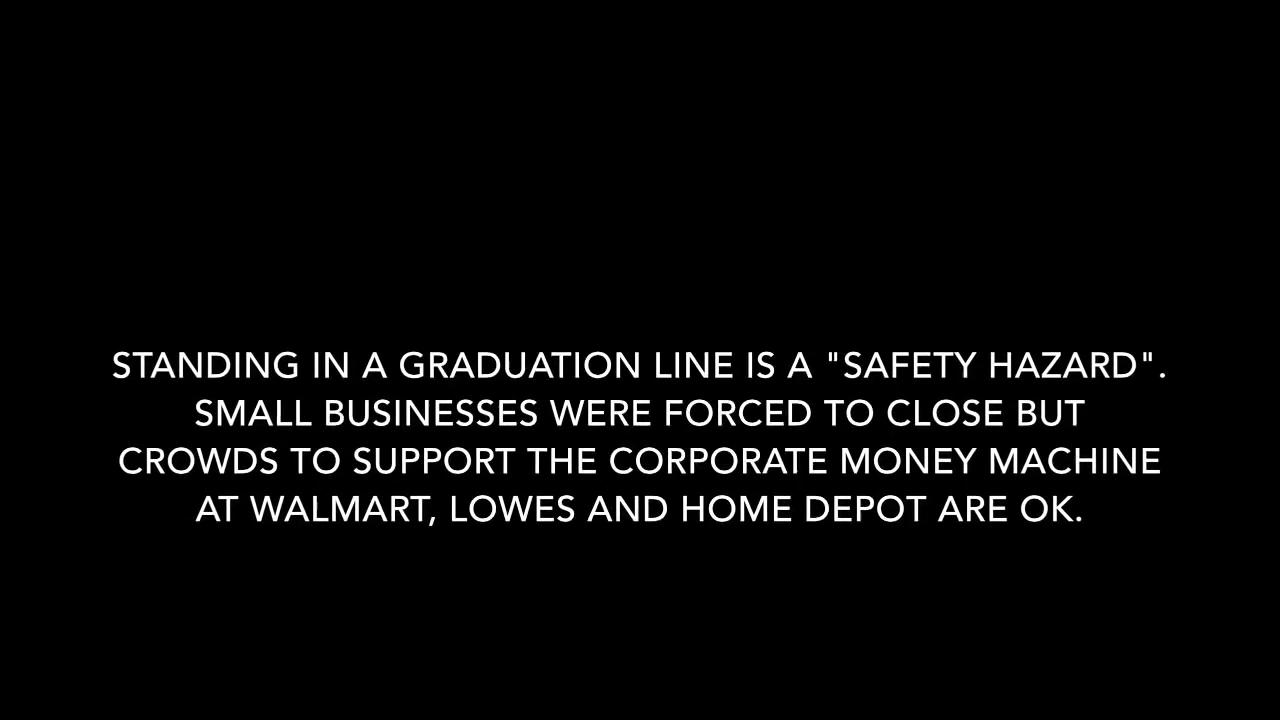 STANDING IN A GRADUATION LINE IS A "SAFETY HAZARD".
SMALL BUSINESSES WERE FORCED TO CLOSE BUT
CROWDS TO SUPPORT THE CORPORATE MONEY MACHINE
AT WALMART, LOWES AND HOME DEPOT ARE OK.